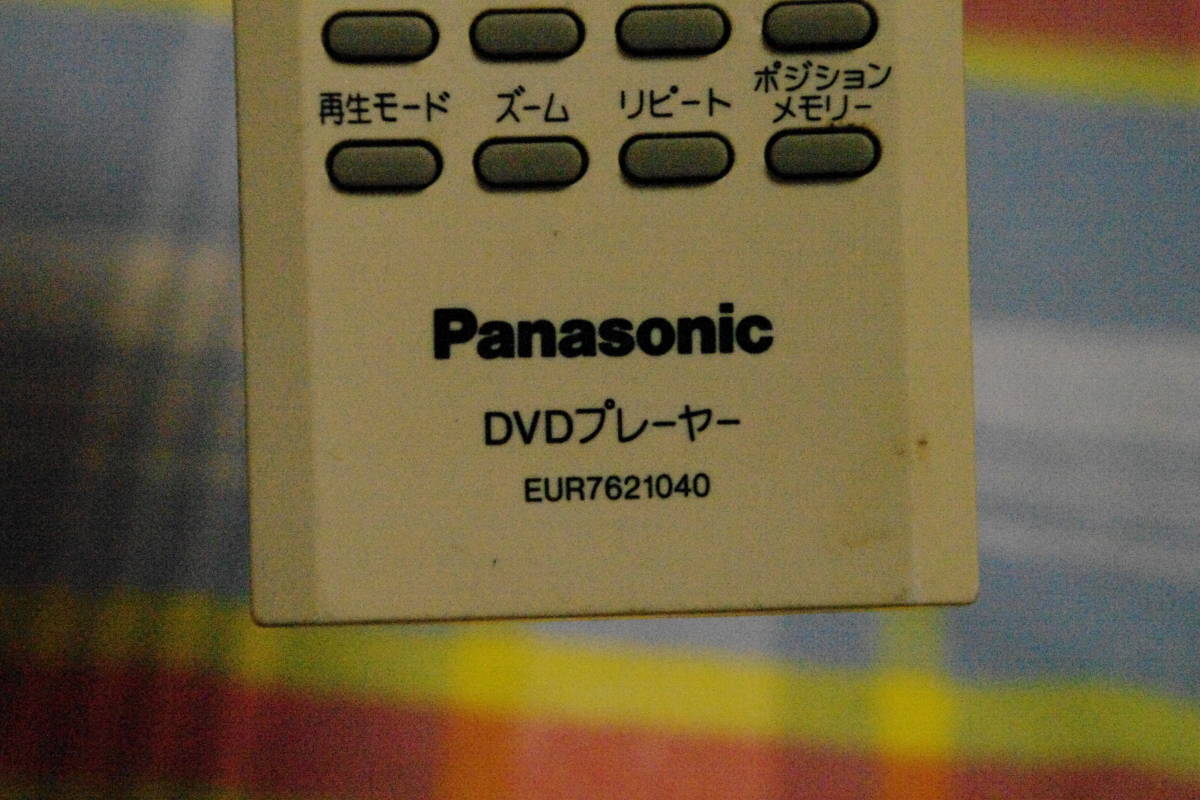 再生モード ズーム リピート ポジション
メモリー
Panasonic
DVDプレーヤー
EUR7621040